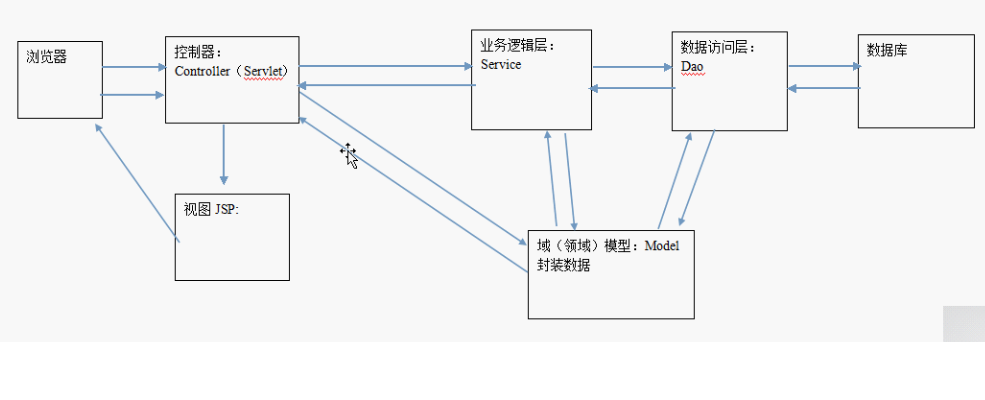 浏览器
控制器：
Controller（Servlet）
业务逻辑层：
Service
数据访问层：
Dao
数据库
视图 JSP:
域（领域）模型：Model
封装数据